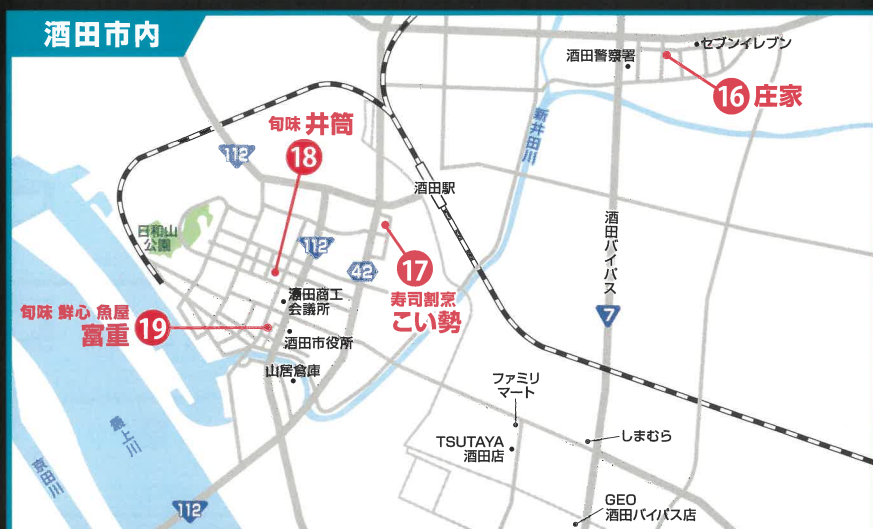 酒田市内
セブンイレブン
酒田警察署
16 庄家
新井田川
旬味 井筒
18
112
酒田駅
日和山
公園
112
42
17
寿司割烹
こい勢
酒田バイパス
7
酒田商工
会議所
旬味 鮮心 魚屋
富重 19
酒田市役所
山居倉庫
ファミリ
マート
しまむら
TSUTAYA
酒田店
最上川
京田川
112
GEO
酒田バイパス店